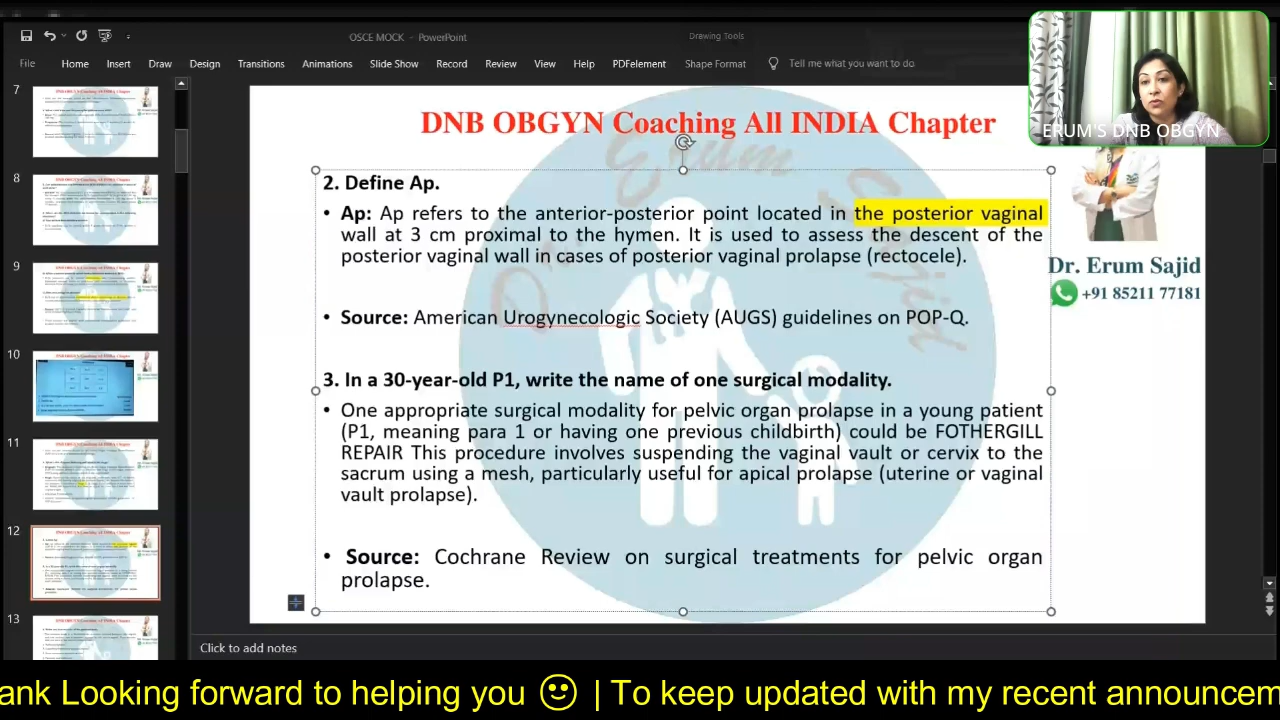 OSCE MOCK - PowerPoint
Drawing Tools
File Home Insert Draw Design Transitions Animations Slide Show Record Review View Help PDFelement Shape Format Tell me what you want to do
ERUM'S DNB OBGYN
7
8
9
10
11
12
13
DNB OBGYN Coaching INDIA Chapter
2. Define Ap.
• Ap: Ap refers to the anterior-posterior point located in the posterior vaginal
wall at 3 cm proximal to the hymen. It is used to assess the descent of the
posterior vaginal wall in cases of posterior vaginal prolapse (rectocele).
• Source: American Urogynecologic Society (AUGS) guidelines on POP-Q.
3. In a 30-year-old P1, write the name of one surgical modality.
• One appropriate surgical modality for pelvic organ prolapse in a young patient
(P1, meaning para 1 or having one previous childbirth) could be FOTHERGILL
REPAIR This procedure involves suspending the vaginal vault or cervix to the
sacrum using a mesh, particularly useful for apical prolapse (uterine or vaginal
vault prolapse).
• Source: Cochrane Review on surgical treatments for pelvic organ
prolapse.
Dr. Erum Sajid
+91 85211 77181
Click to add notes
ank Looking forward to helping you | To keep updated with my recent announcem